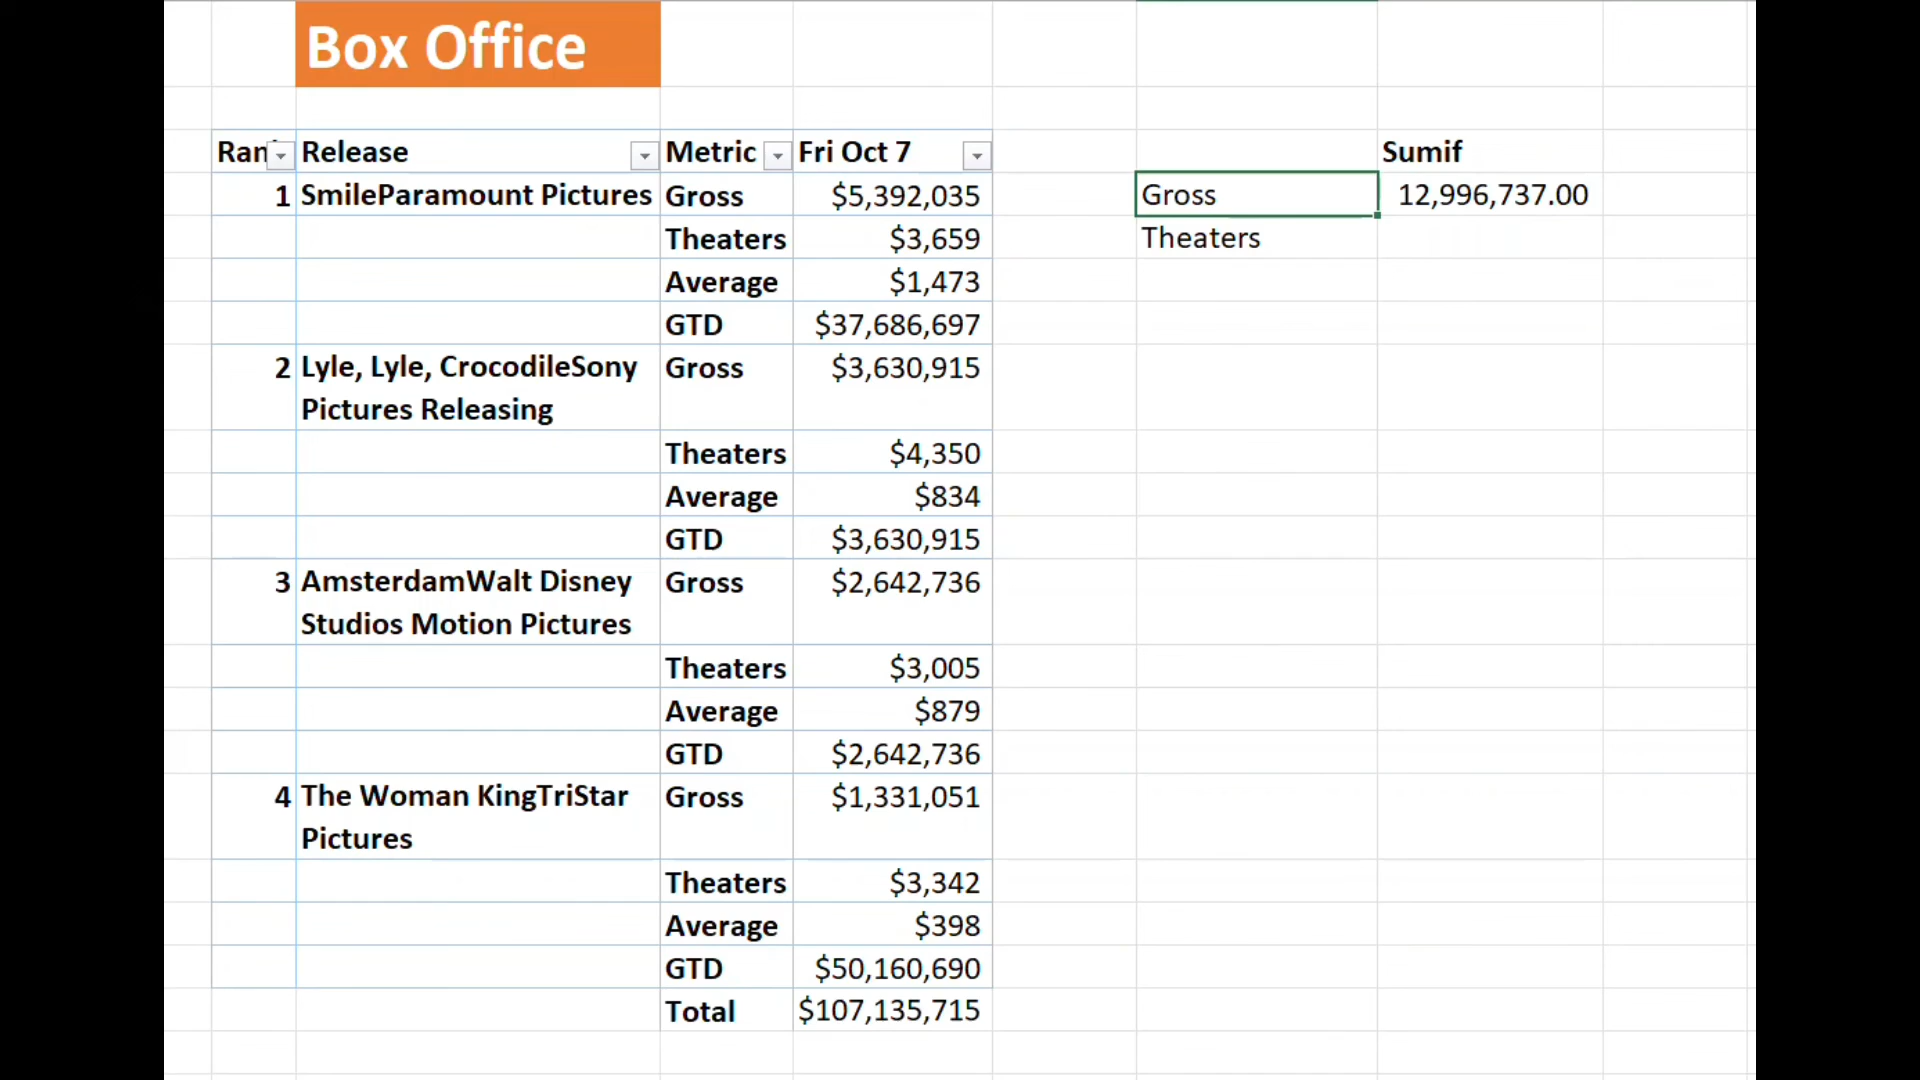 Box Office
Ran Release Metric Fri Oct 7 Sumif
1 SmileParamount Pictures Gross $5,392,035 Gross 12,996,737.00
Theaters $3,659 Theaters
Average $1,473
GTD $37,686,697
2 Lyle, Lyle, CrocodileSony Gross $3,630,915
Pictures Releasing
Theaters $4,350
Average $834
GTD $3,630,915
3 AmsterdamWalt Disney Gross $2,642,736
Studios Motion Pictures
Theaters $3,005
Average $879
GTD $2,642,736
4 The Woman KingTriStar Gross $1,331,051
Pictures
Theaters $3,342
Average $398
GTD $50,160,690
Total $107,135,715